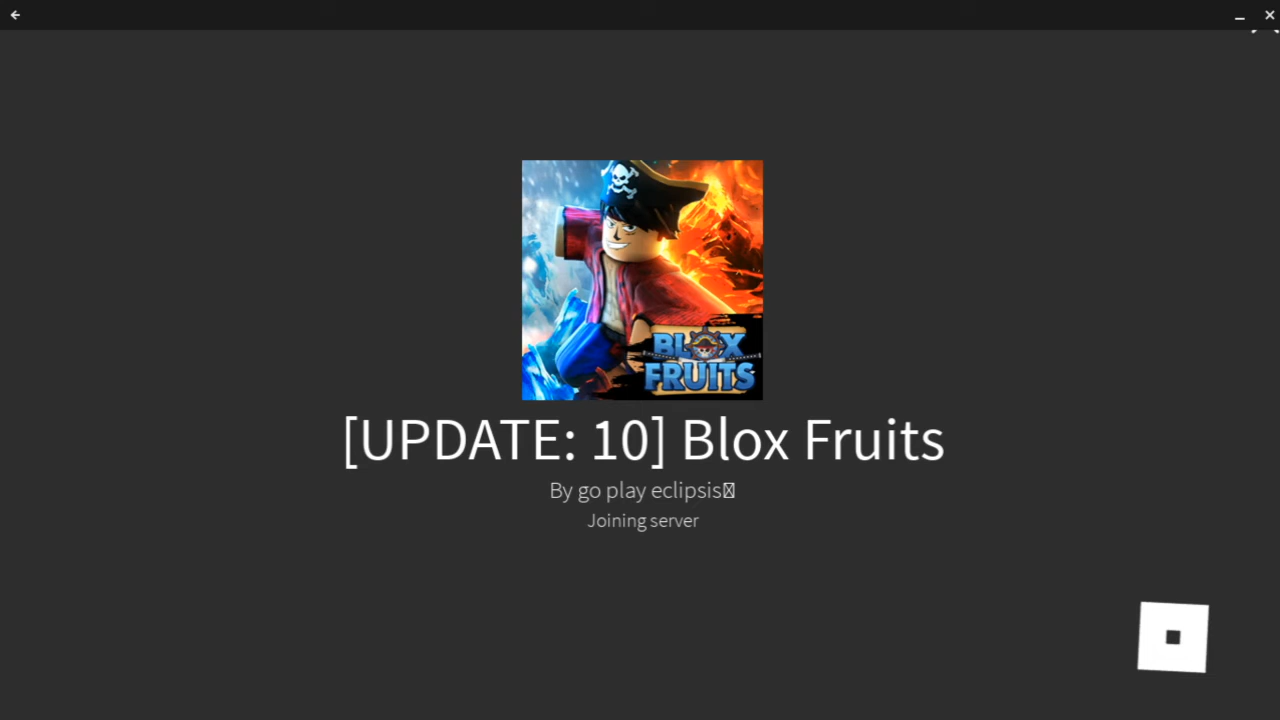 BLOX
FRUITS
[UPDATE: 10] Blox Fruits
By go play eclipsis
Joining server